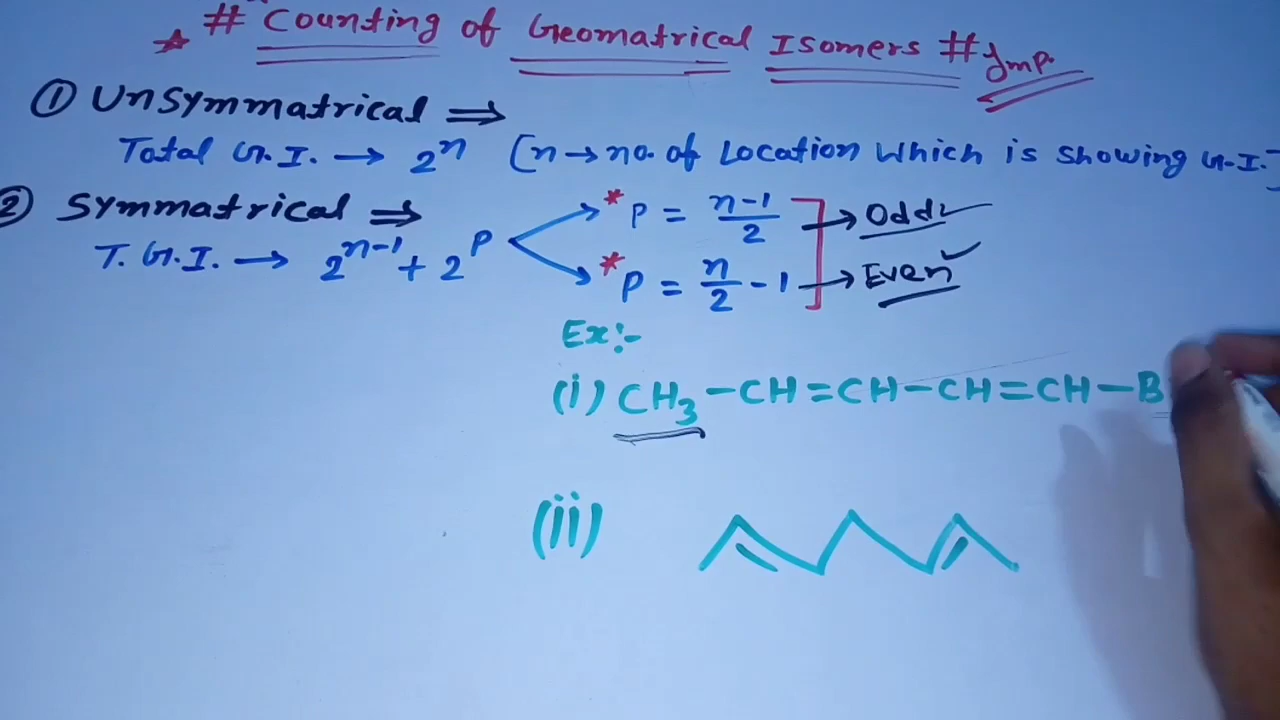 # Counting of Geomatrical Isomers # Imp.
① UnSymmatrical ⇒
Total G.I. → 2ⁿ (n → no. of Location which is showing G.I.]
2) Symmatrical ⇒
T. G.I. → 2ⁿ⁻¹ + 2ᴾ
* P = (n-1)/2 → Odd
* P = n/2 - 1 → Even
Ex:-
(i) CH₃-CH=CH-CH=CH-B
(ii)